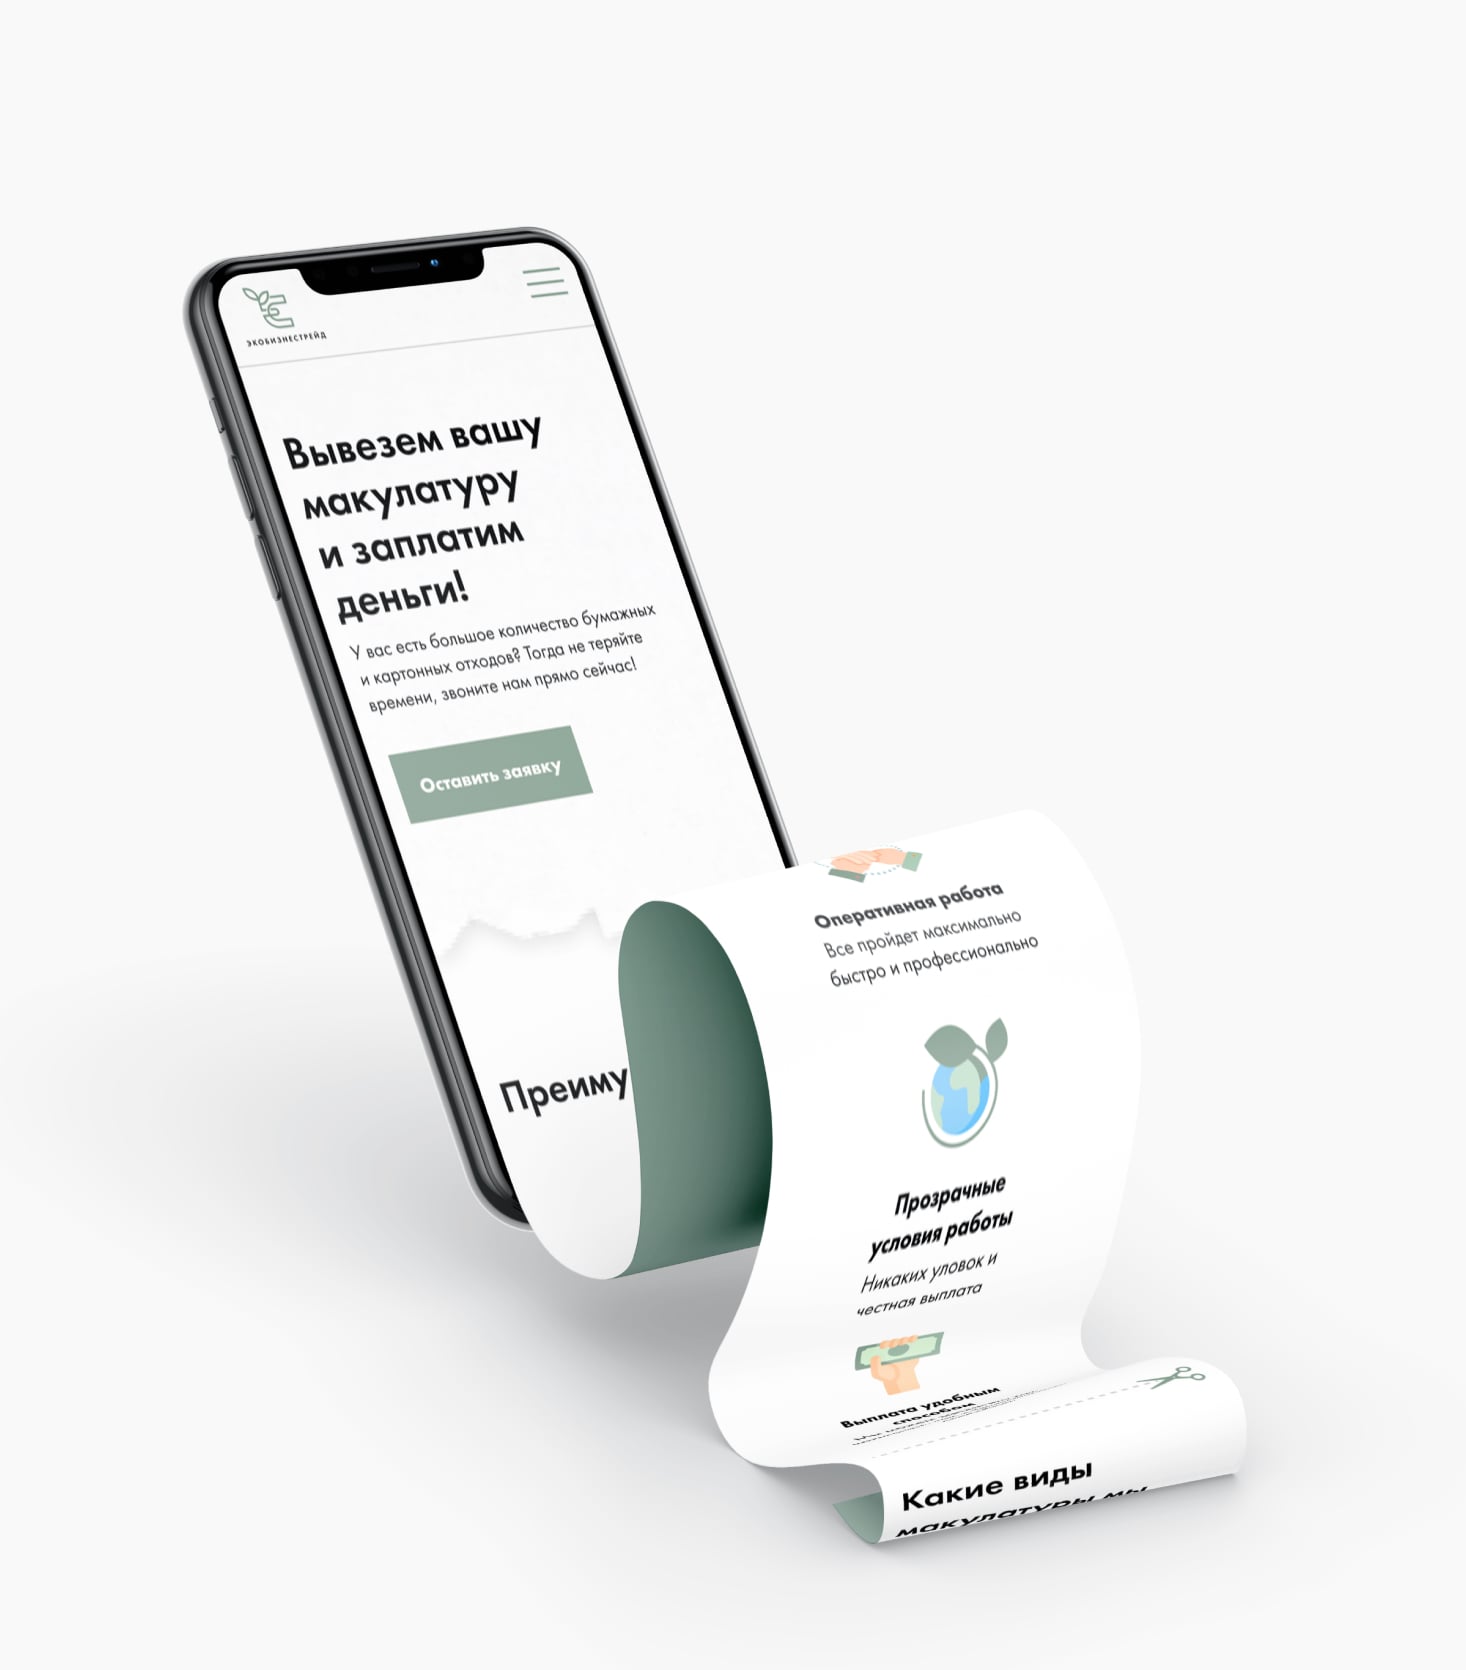 ЭКОБИЗНЕСТРЕЙД
Вывезем вашу
макулатуру
и заплатим
деньги!
У вас есть большое количество бумажных
и картонных отходов? Тогда не теряйте
времени, звоните нам прямо сейчас!
Оставить заявку
Преиму
Оперативная работа
Все пройдет максимально
быстро и профессионально
Прозрачные
условия работы
Никаких уловок и
честная выплата
Выплата удобным
способом
Какие виды
макулатуры мы